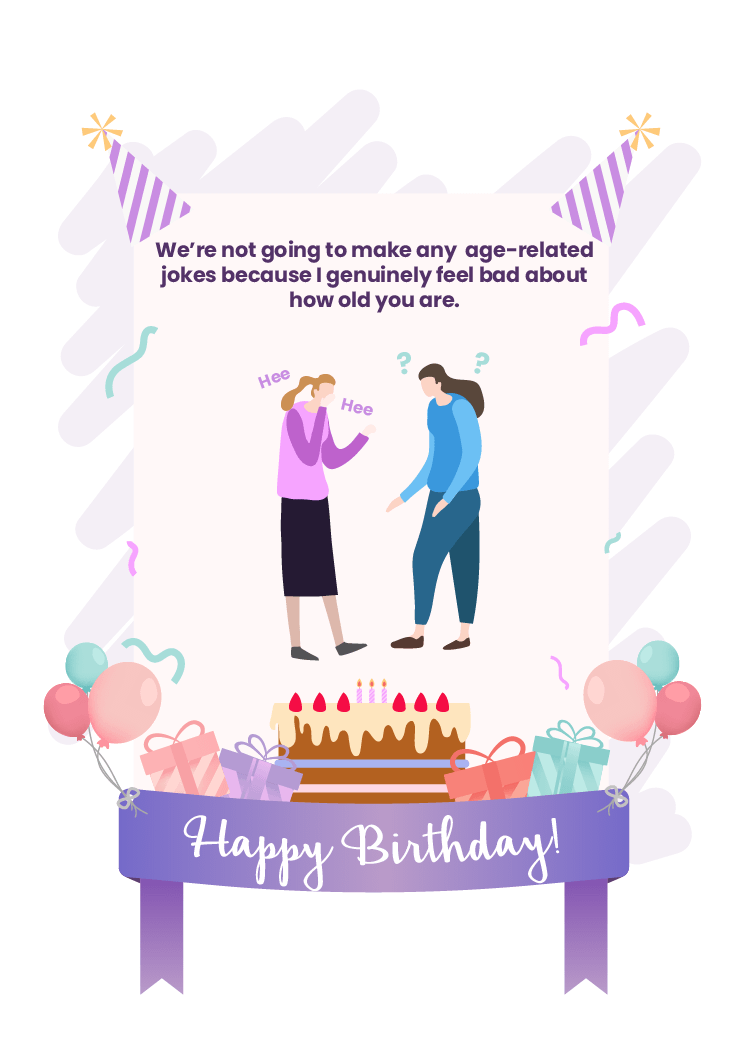 We’re not going to make any age-related
jokes because I genuinely feel bad about
how old you are.
? ?
Hee
Hee
Happy Birthday!